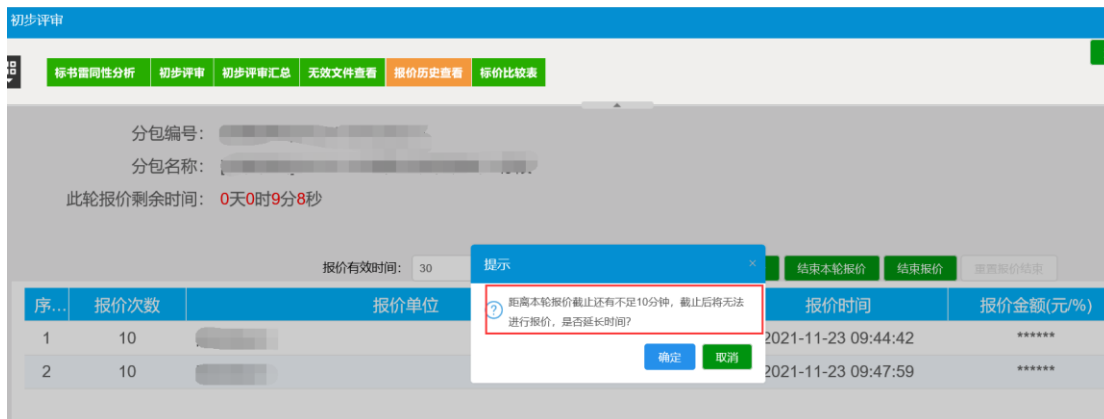 初步评审
标书雷同性分析 初步评审 初步评审汇总 无效文件查看 报价历史查看 标价比较表
分包编号：
分包名称：
此轮报价剩余时间： 0天0时9分8秒
报价有效时间： 30
提示 ×
结束本轮报价 结束报价 重置报价结束
序... 报价次数 报价单位 报价时间 报价金额(元/%)
距离本轮报价截止还有不足10分钟，截止后将无法
进行报价，是否延长时间？
确定 取消
1 10 2021-11-23 09:44:42 ******
2 10 2021-11-23 09:47:59 ******